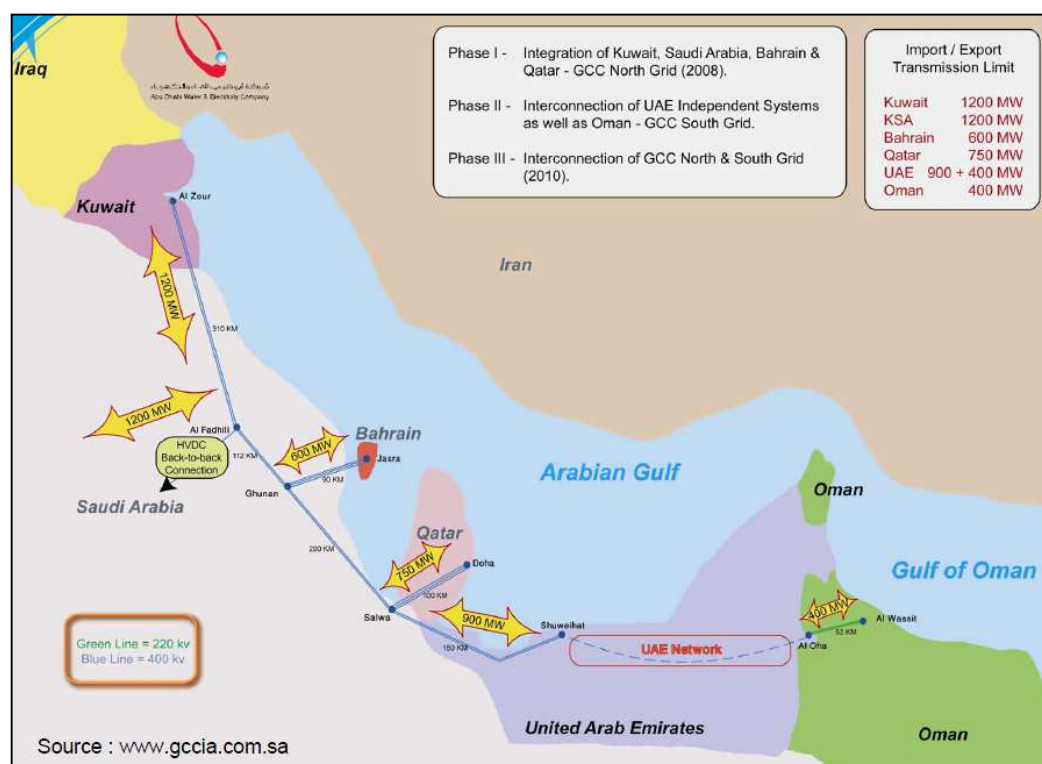 Iraq
Abu Dhabi Water & Electricity Company
Phase I - Integration of Kuwait, Saudi Arabia, Bahrain &
Qatar - GCC North Grid (2008).
Phase II - Interconnection of UAE Independent Systems
as well as Oman - GCC South Grid.
Phase III - Interconnection of GCC North & South Grid
(2010).
Import / Export
Transmission Limit
Kuwait 1200 MW
KSA 1200 MW
Bahrain 600 MW
Qatar 750 MW
UAE 900 + 400 MW
Oman 400 MW
Al Zour
Kuwait
Iran
1200 MW
310 KM
1200 MW
Al Fadhili
HVDC
Back-to-back
Connection
112 KM
600 MW
Bahrain
Jasra
90 KM
Ghunan
Saudi Arabia
Arabian Gulf
Oman
Qatar
290 KM
750 MW
Doha
100 KM
Salwa
Gulf of Oman
900 MW
Shuweihat
150 KM
UAE Network
400 MW
Al Wassit
52 KM
Al Oha
Green Line = 220 kv
Blue Line = 400 kv
United Arab Emirates
Oman
Source : www.gccia.com.sa